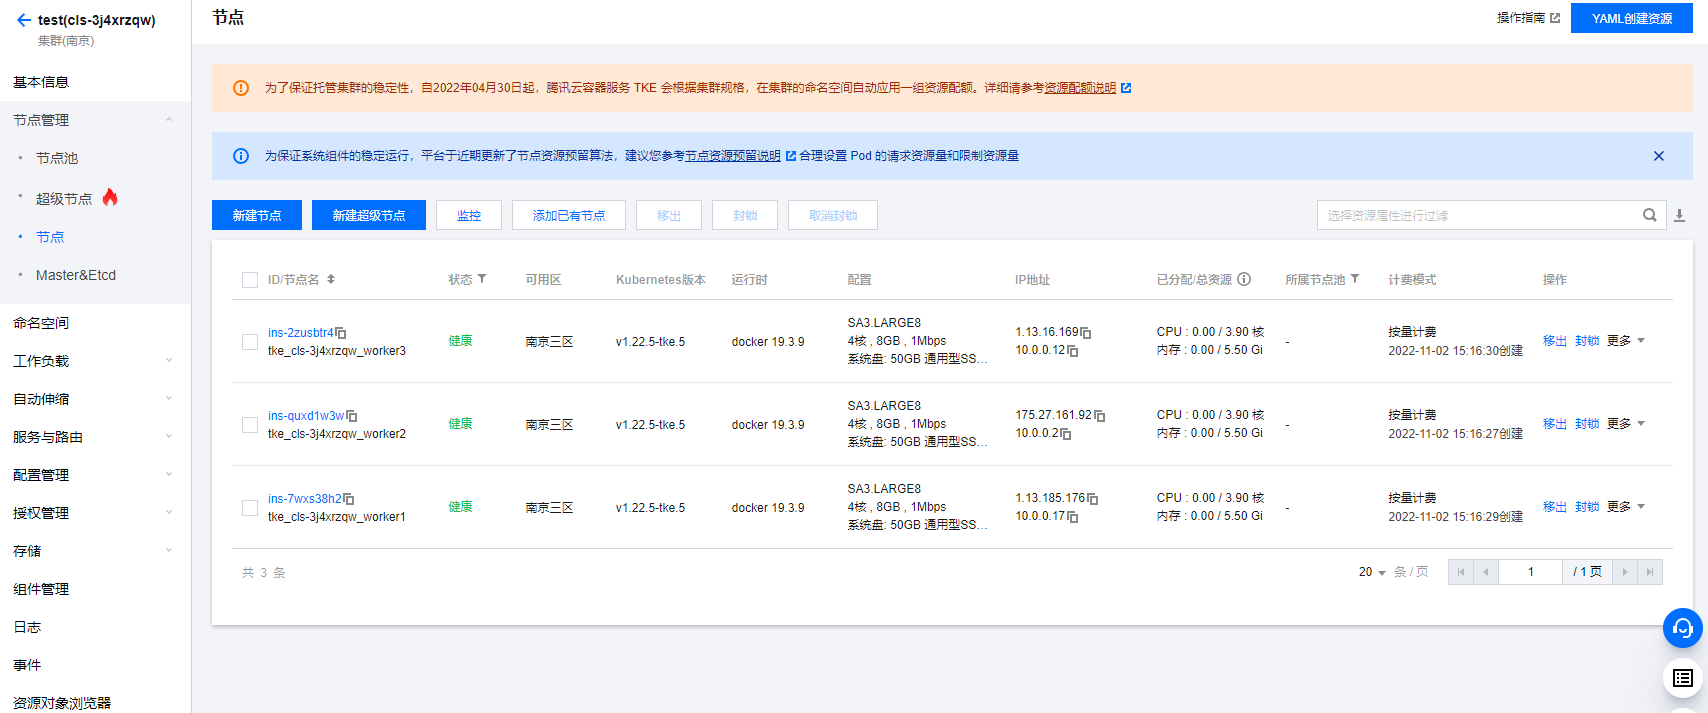 test(cls-3j4xrzqw)
集群(南京)
基本信息
节点管理
节点池
超级节点
节点
Master&Etcd
命名空间
工作负载
自动伸缩
服务与路由
配置管理
授权管理
存储
组件管理
日志
事件
资源对象浏览器
节点
操作指南
YAML创建资源
为了保证托管集群的稳定性，自2022年04月30日起，腾讯云容器服务 TKE 会根据集群规格，在集群的命名空间自动应用一组资源配额。详细请参考资源配额说明
为保证系统组件的稳定运行，平台于近期更新了节点资源预留算法，建议您参考节点资源预留说明 合理设置 Pod 的请求资源量和限制资源量
新建节点 新建超级节点 监控 添加已有节点 移出 封锁 取消封锁 选择资源属性进行过滤
ID/节点名 状态 可用区 Kubernetes版本 运行时 配置 IP地址 已分配/总资源 所属节点池 计费模式 操作
ins-2zusbtr4
tke_cls-3j4xrzqw_worker3
健康
南京三区
v1.22.5-tke.5
docker 19.3.9
SA3.LARGE8
4核 , 8GB , 1Mbps
系统盘: 50GB 通用型SS...
1.13.16.169
10.0.0.12
CPU : 0.00 / 3.90 核
内存 : 0.00 / 5.50 Gi
-
按量计费
2022-11-02 15:16:30创建
移出 封锁 更多
ins-quxd1w3w
tke_cls-3j4xrzqw_worker2
健康
南京三区
v1.22.5-tke.5
docker 19.3.9
SA3.LARGE8
4核 , 8GB , 1Mbps
系统盘: 50GB 通用型SS...
175.27.161.92
10.0.0.2
CPU : 0.00 / 3.90 核
内存 : 0.00 / 5.50 Gi
-
按量计费
2022-11-02 15:16:27创建
移出 封锁 更多
ins-7wxs38h2
tke_cls-3j4xrzqw_worker1
健康
南京三区
v1.22.5-tke.5
docker 19.3.9
SA3.LARGE8
4核 , 8GB , 1Mbps
系统盘: 50GB 通用型SS...
1.13.185.176
10.0.0.17
CPU : 0.00 / 3.90 核
内存 : 0.00 / 5.50 Gi
-
按量计费
2022-11-02 15:16:29创建
移出 封锁 更多
共 3 条
20 条 / 页 1 / 1 页